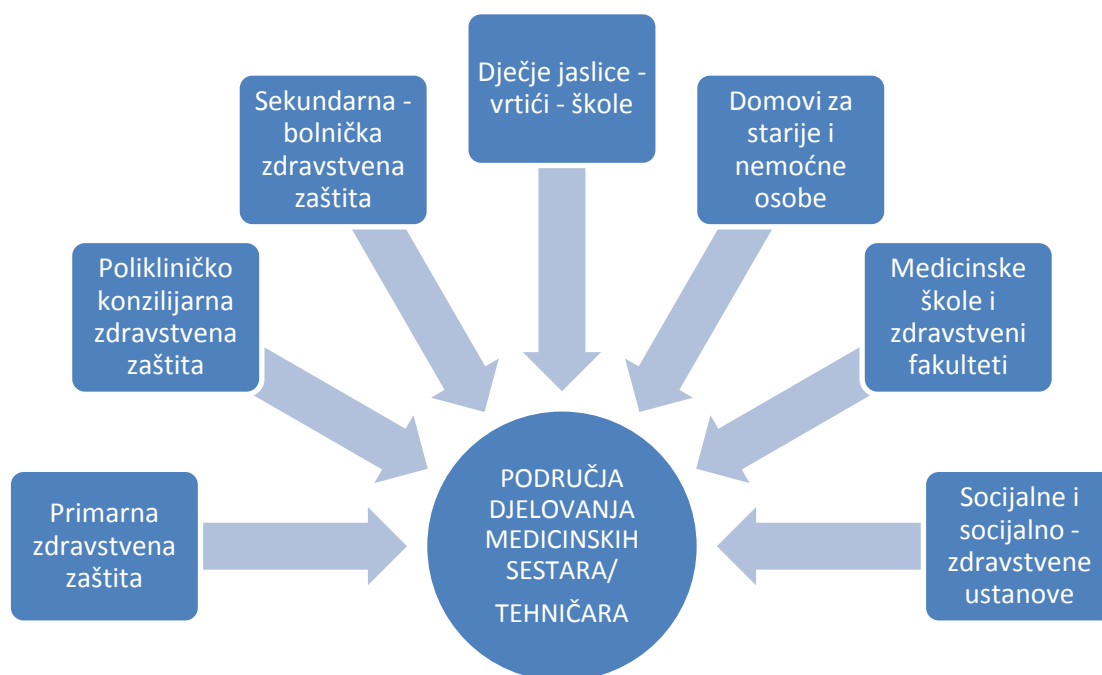 Primarna
zdravstvena
zaštita
Polikliničko
konzilijarna
zdravstvena
zaštita
Sekundarna -
bolnička
zdravstvena
zaštita
Dječje jaslice -
vrtići - škole
Domovi za
starije i
nemoćne
osobe
Medicinske
škole i
zdravstveni
fakulteti
Socijalne i
socijalno -
zdravstvene
ustanove
PODRUČJA
DJELOVANJA
MEDICINSKIH
SESTARA/
TEHNIČARA